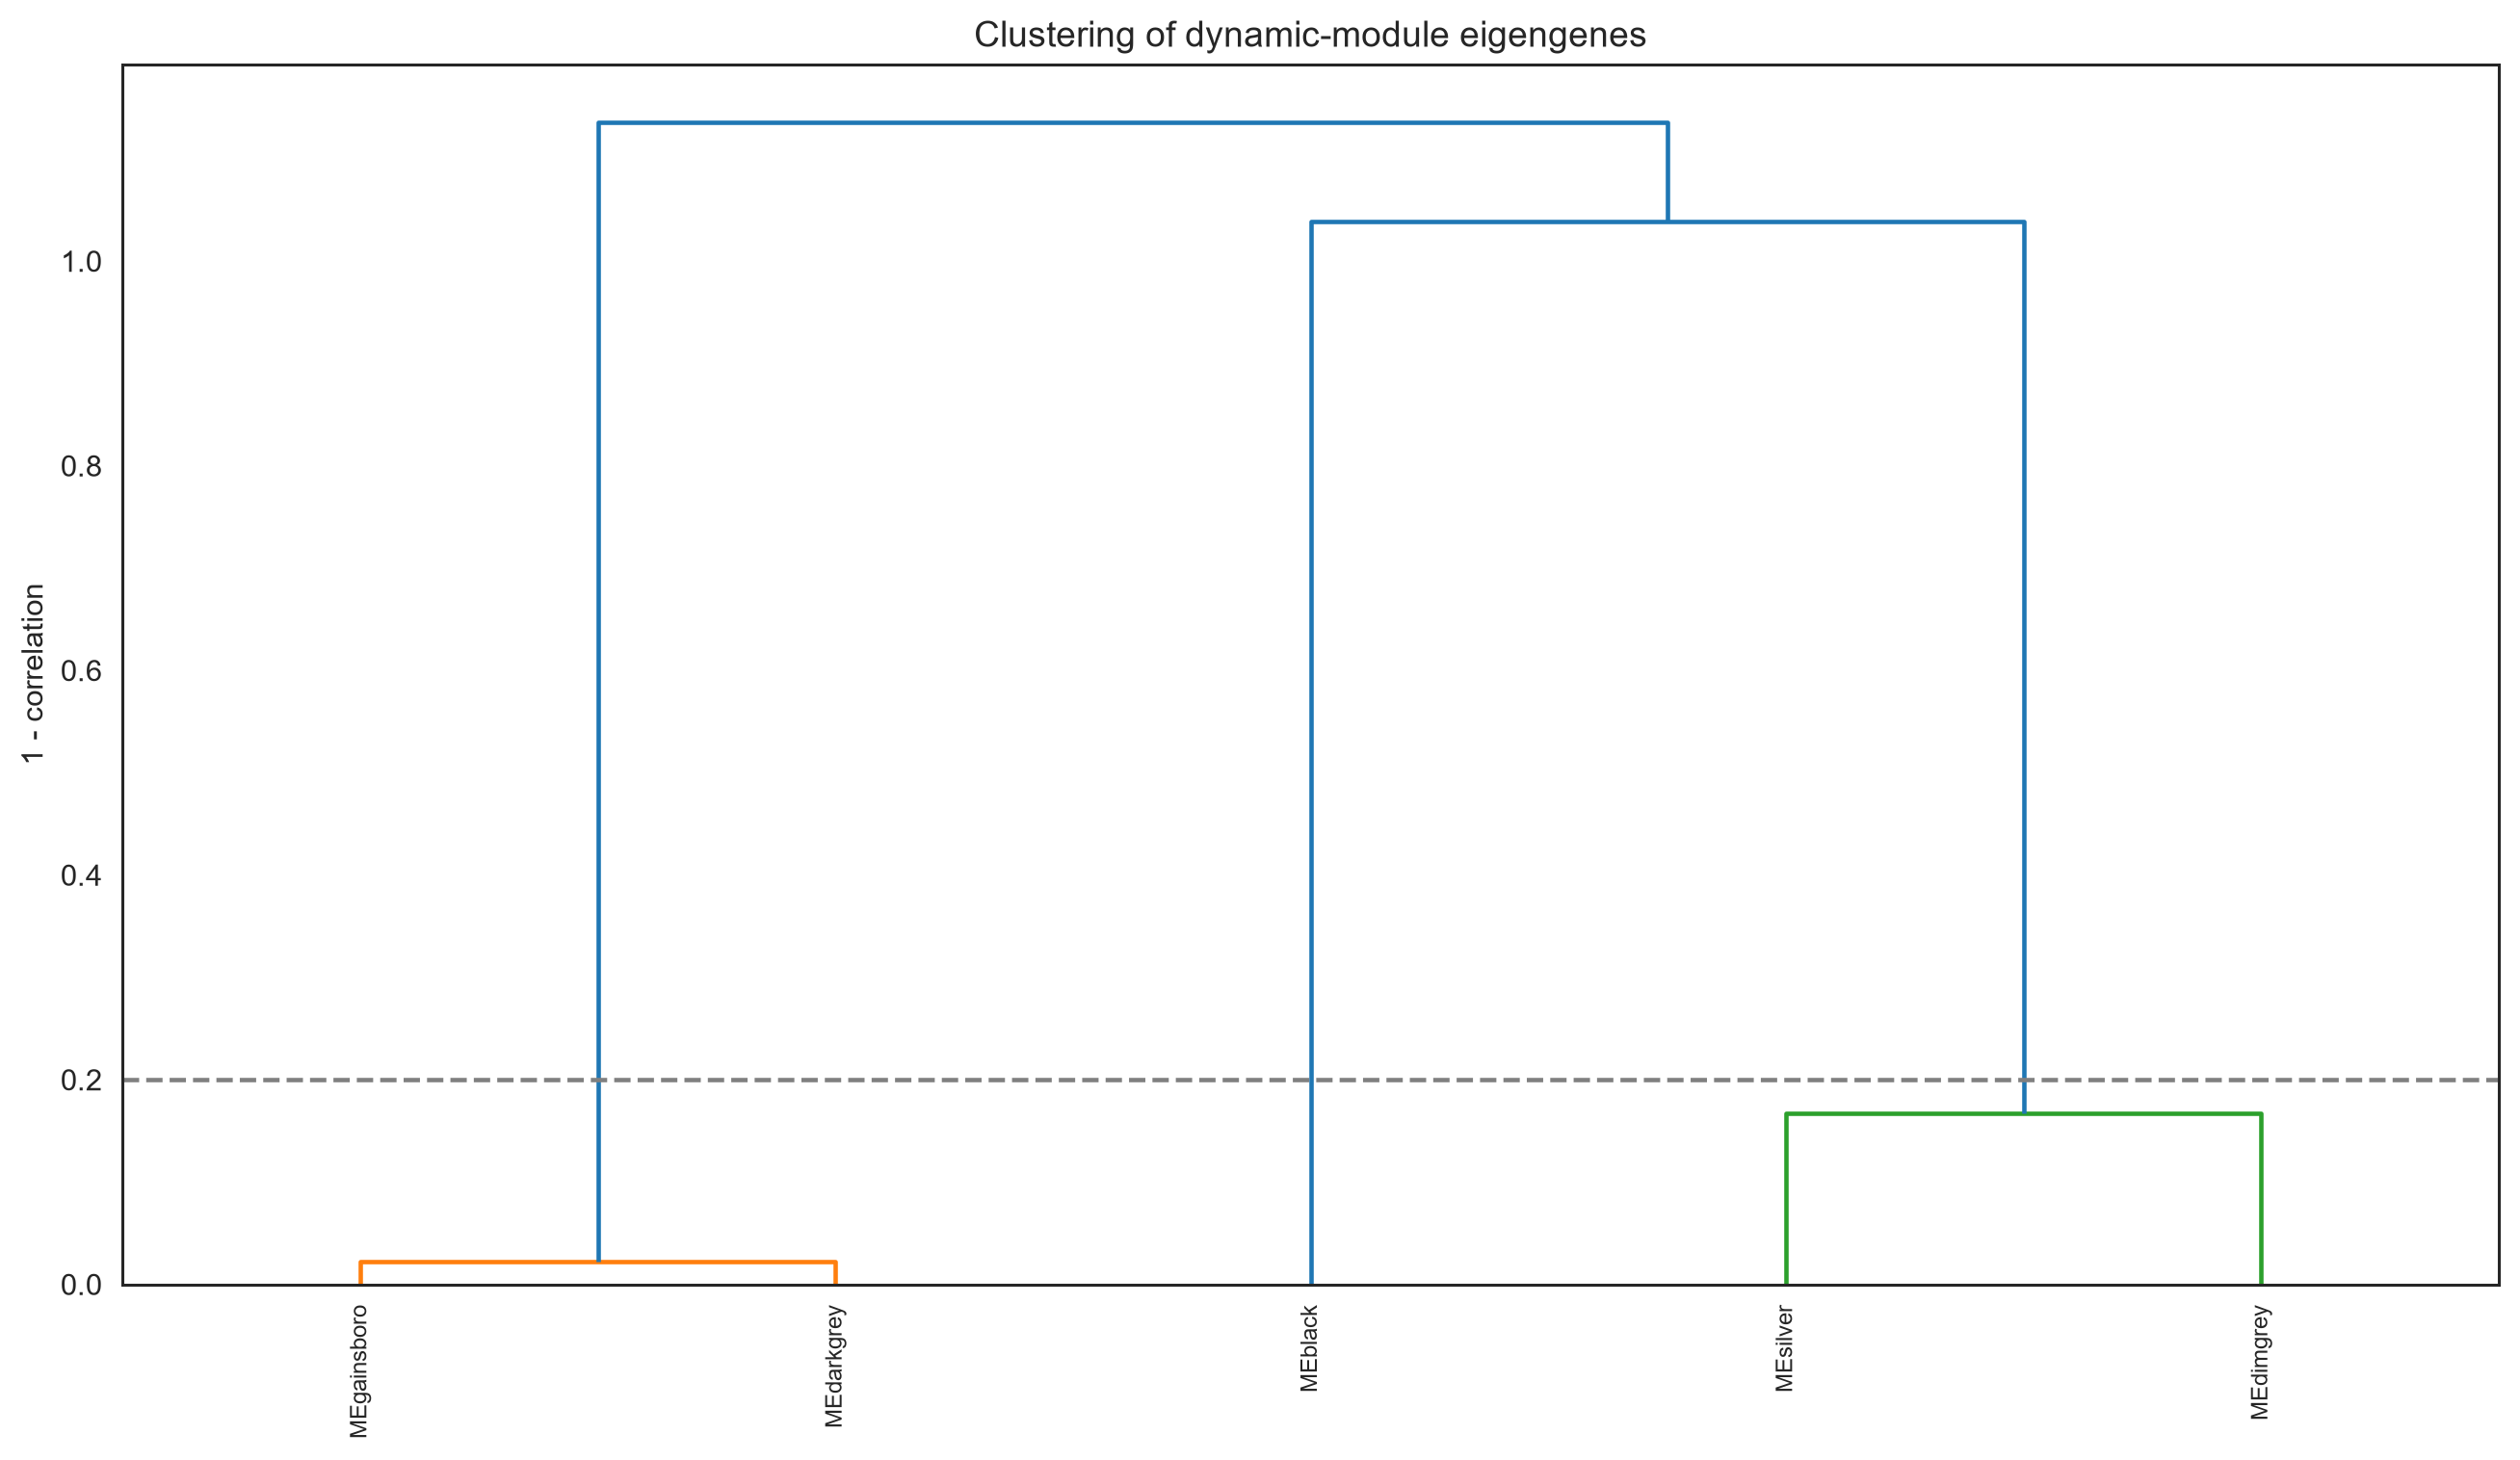 Clustering of dynamic-module eigengenes
1 - correlation
1.0
0.8
0.6
0.4
0.2
0.0
MEgainsboro
MEdarkgrey
MEblack
MEsilver
MEdimgrey